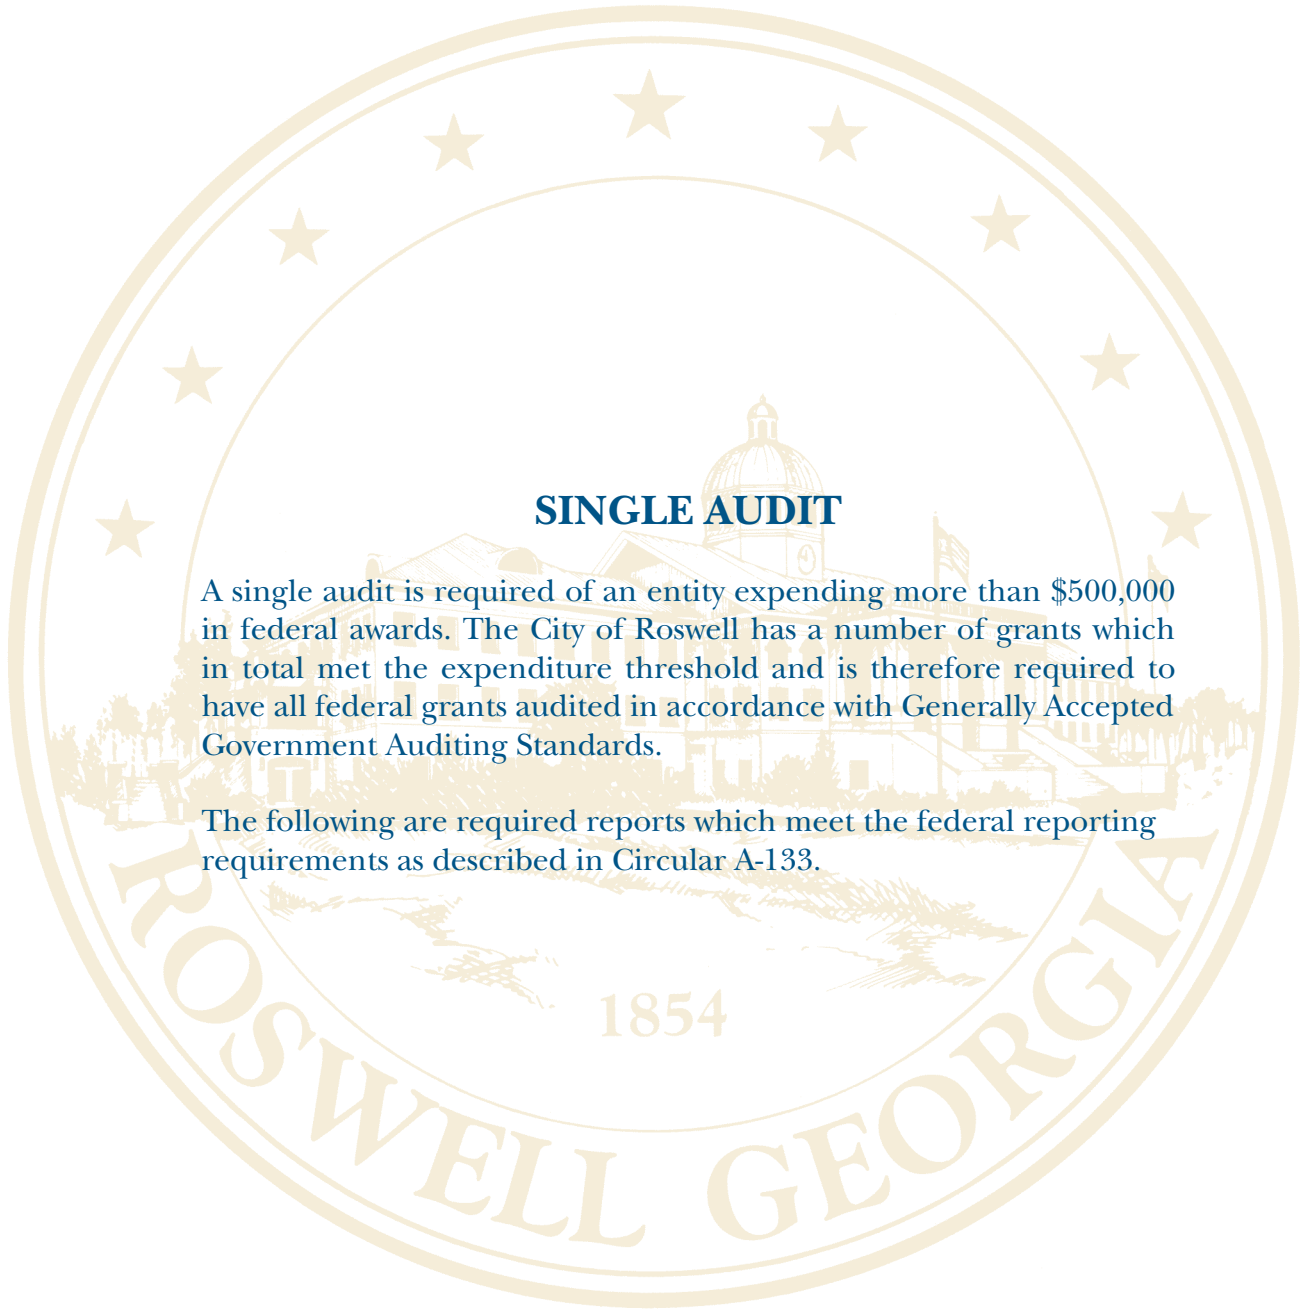 SINGLE AUDIT
A single audit is required of an entity expending more than $500,000
in federal awards. The City of Roswell has a number of grants which
in total met the expenditure threshold and is therefore required to
have all federal grants audited in accordance with Generally Accepted
Government Auditing Standards.
The following are required reports which meet the federal reporting
requirements as described in Circular A-133.
1854
ROSWELL GEORGIA